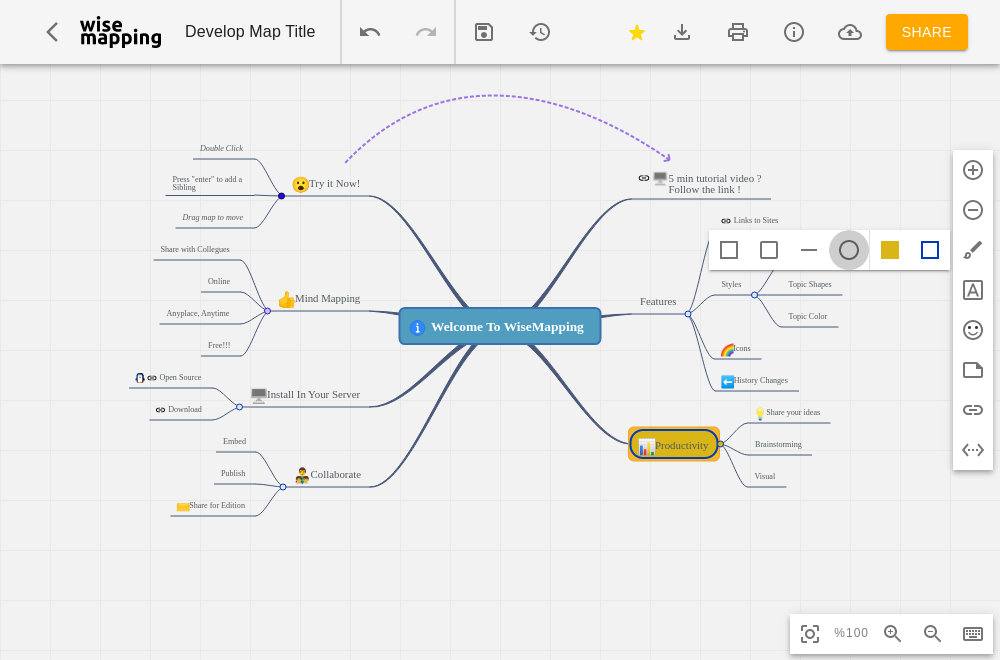 wise
mapping
Develop Map Title
SHARE
Double Click
Press "enter" to add a
Sibling
Drag map to move
Try it Now!
5 min tutorial video ?
Follow the link !
Share with Collegues
Online
Anyplace, Anytime
Free!!!
Mind Mapping
Welcome To WiseMapping
Links to Sites
Features
Styles
Topic Shapes
Topic Color
Icons
History Changes
Open Source
Download
Install In Your Server
Embed
Publish
Share for Edition
Collaborate
Productivity
Share your ideas
Brainstorming
Visual
%100